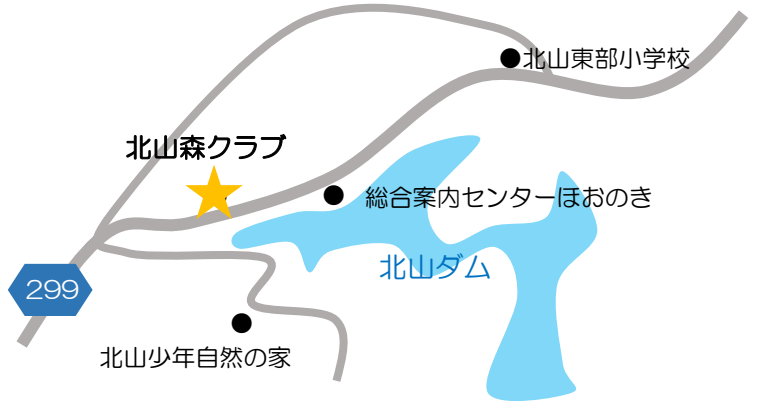 北山東部小学校
北山森クラブ
総合案内センターほおのき
北山ダム
299
北山少年自然の家